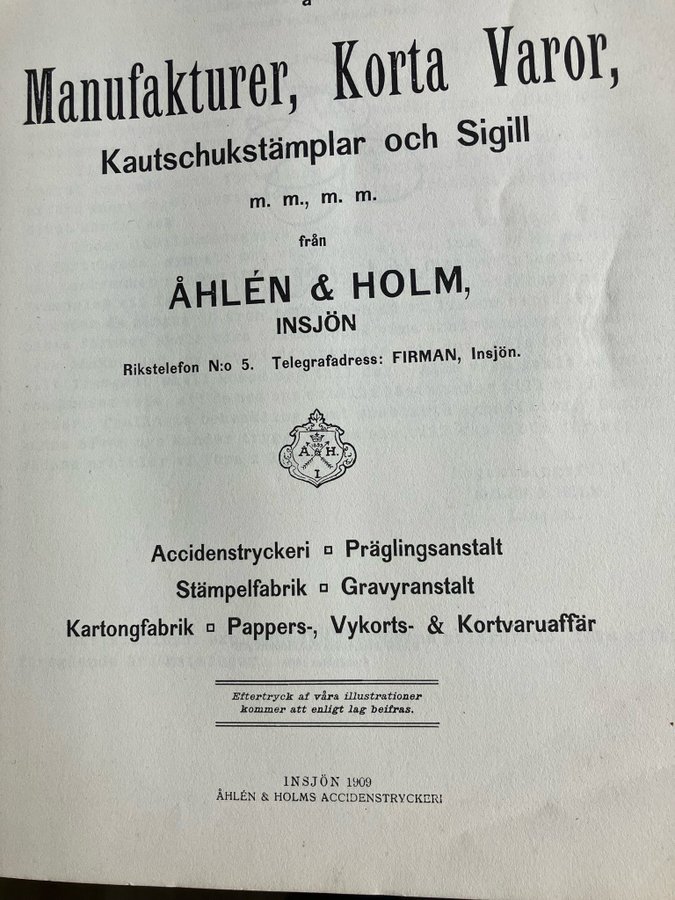 å
Manufakturer, Korta Varor,
Kautschukstämplar och Sigill
m. m., m. m.
från
ÅHLÉN & HOLM,
INSJÖN
Rikstelefon N:o 5. Telegrafadress: FIRMAN, Insjön.
Å & H.
I
Accidenstryckeri ▫ Präglingsanstalt
Stämpelfabrik ▫ Gravyranstalt
Kartongfabrik ▫ Pappers-, Vykorts- & Kortvaruaffär
Eftertryck af våra illustrationer
kommer att enligt lag beifras.
INSJÖN 1909
ÅHLÉN & HOLMS ACCIDENSTRYCKERI